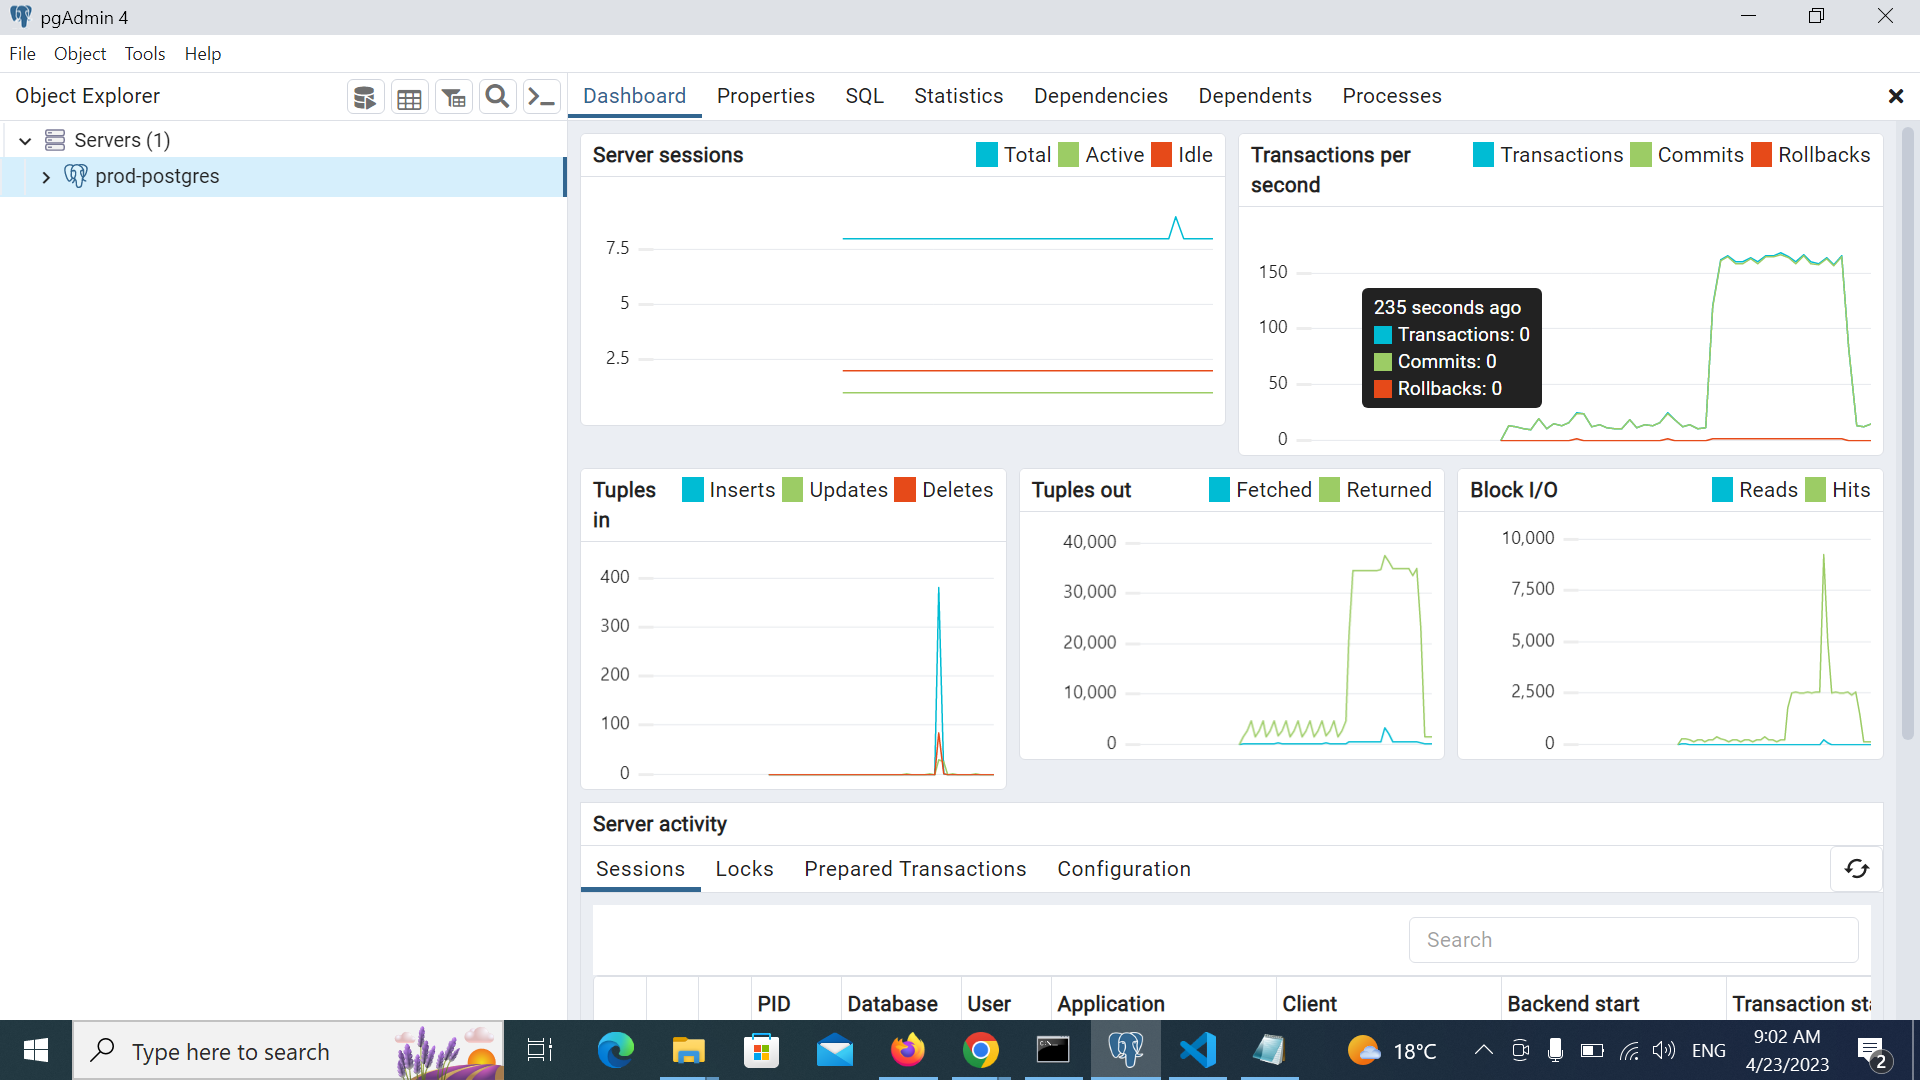 pgAdmin 4
File Object Tools Help
Object Explorer
Dashboard Properties SQL Statistics Dependencies Dependents Processes
Servers (1)
prod-postgres
Server sessions
Total Active Idle
7.5
5
2.5
Transactions per
second
Transactions Commits Rollbacks
150
100
50
0
235 seconds ago
Transactions: 0
Commits: 0
Rollbacks: 0
Tuples
in
Inserts Updates Deletes
400
300
200
100
0
Tuples out
Fetched Returned
40,000
30,000
20,000
10,000
0
Block I/O
Reads Hits
10,000
7,500
5,000
2,500
0
Server activity
Sessions Locks Prepared Transactions Configuration
Search
PID Database User Application Client Backend start Transaction sta
Type here to search
18°C
ENG
9:02 AM
4/23/2023
2